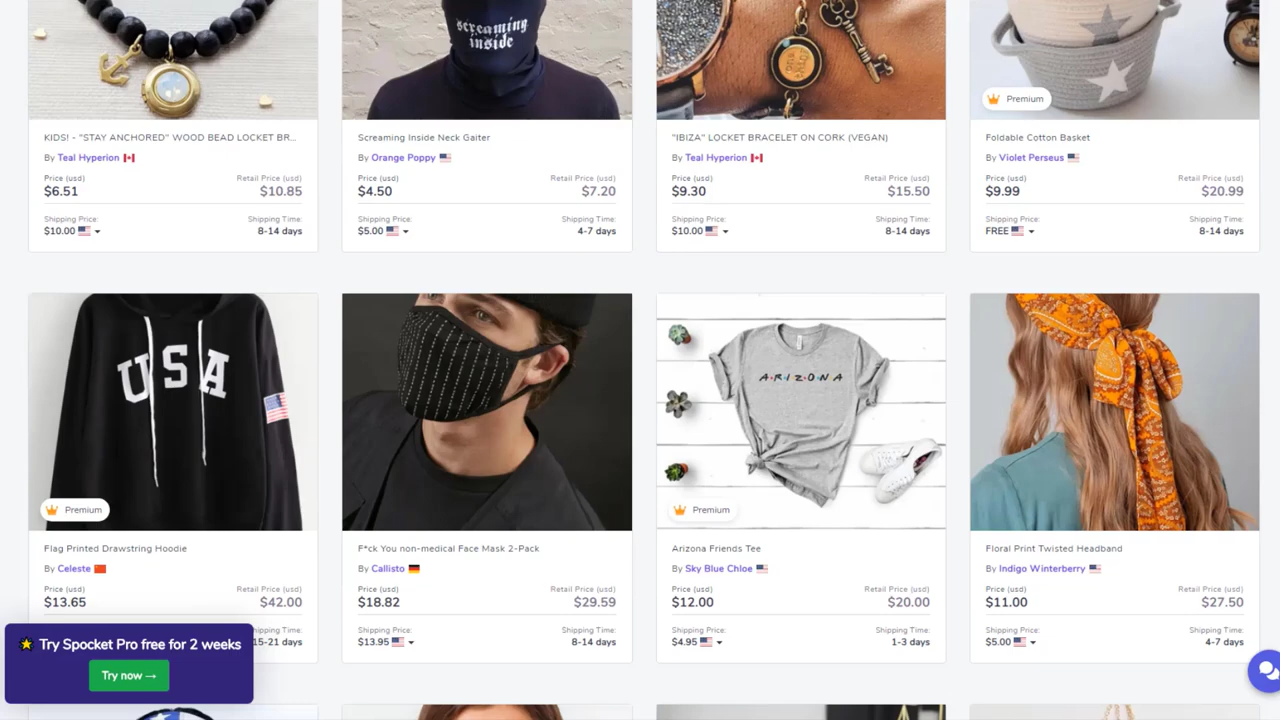 screaming
inside
Premium
KIDS! - "STAY ANCHORED" WOOD BEAD LOCKET BR...
By Teal Hyperion
Price (usd) Retail Price (usd)
$6.51 $10.85
Shipping Price: Shipping Time:
$10.00 8-14 days
Screaming Inside Neck Gaiter
By Orange Poppy
Price (usd) Retail Price (usd)
$4.50 $7.20
Shipping Price: Shipping Time:
$5.00 4-7 days
"IBIZA" LOCKET BRACELET ON CORK (VEGAN)
By Teal Hyperion
Price (usd) Retail Price (usd)
$9.30 $15.50
Shipping Price: Shipping Time:
$10.00 8-14 days
Foldable Cotton Basket
By Violet Perseus
Price (usd) Retail Price (usd)
$9.99 $20.99
Shipping Price: Shipping Time:
FREE 8-14 days
USA
Premium
Flag Printed Drawstring Hoodie
By Celeste
Price (usd) Retail Price (usd)
$13.65 $42.00
Shipping Time:
15-21 days
F*ck You non-medical Face Mask 2-Pack
By Callisto
Price (usd) Retail Price (usd)
$18.82 $29.59
Shipping Price: Shipping Time:
$13.95 8-14 days
ARIZONA
Premium
Arizona Friends Tee
By Sky Blue Chloe
Price (usd) Retail Price (usd)
$12.00 $20.00
Shipping Price: Shipping Time:
$4.95 1-3 days
Floral Print Twisted Headband
By Indigo Winterberry
Price (usd) Retail Price (usd)
$11.00 $27.50
Shipping Price: Shipping Time:
$5.00 4-7 days
Try Spocket Pro free for 2 weeks
Try now →